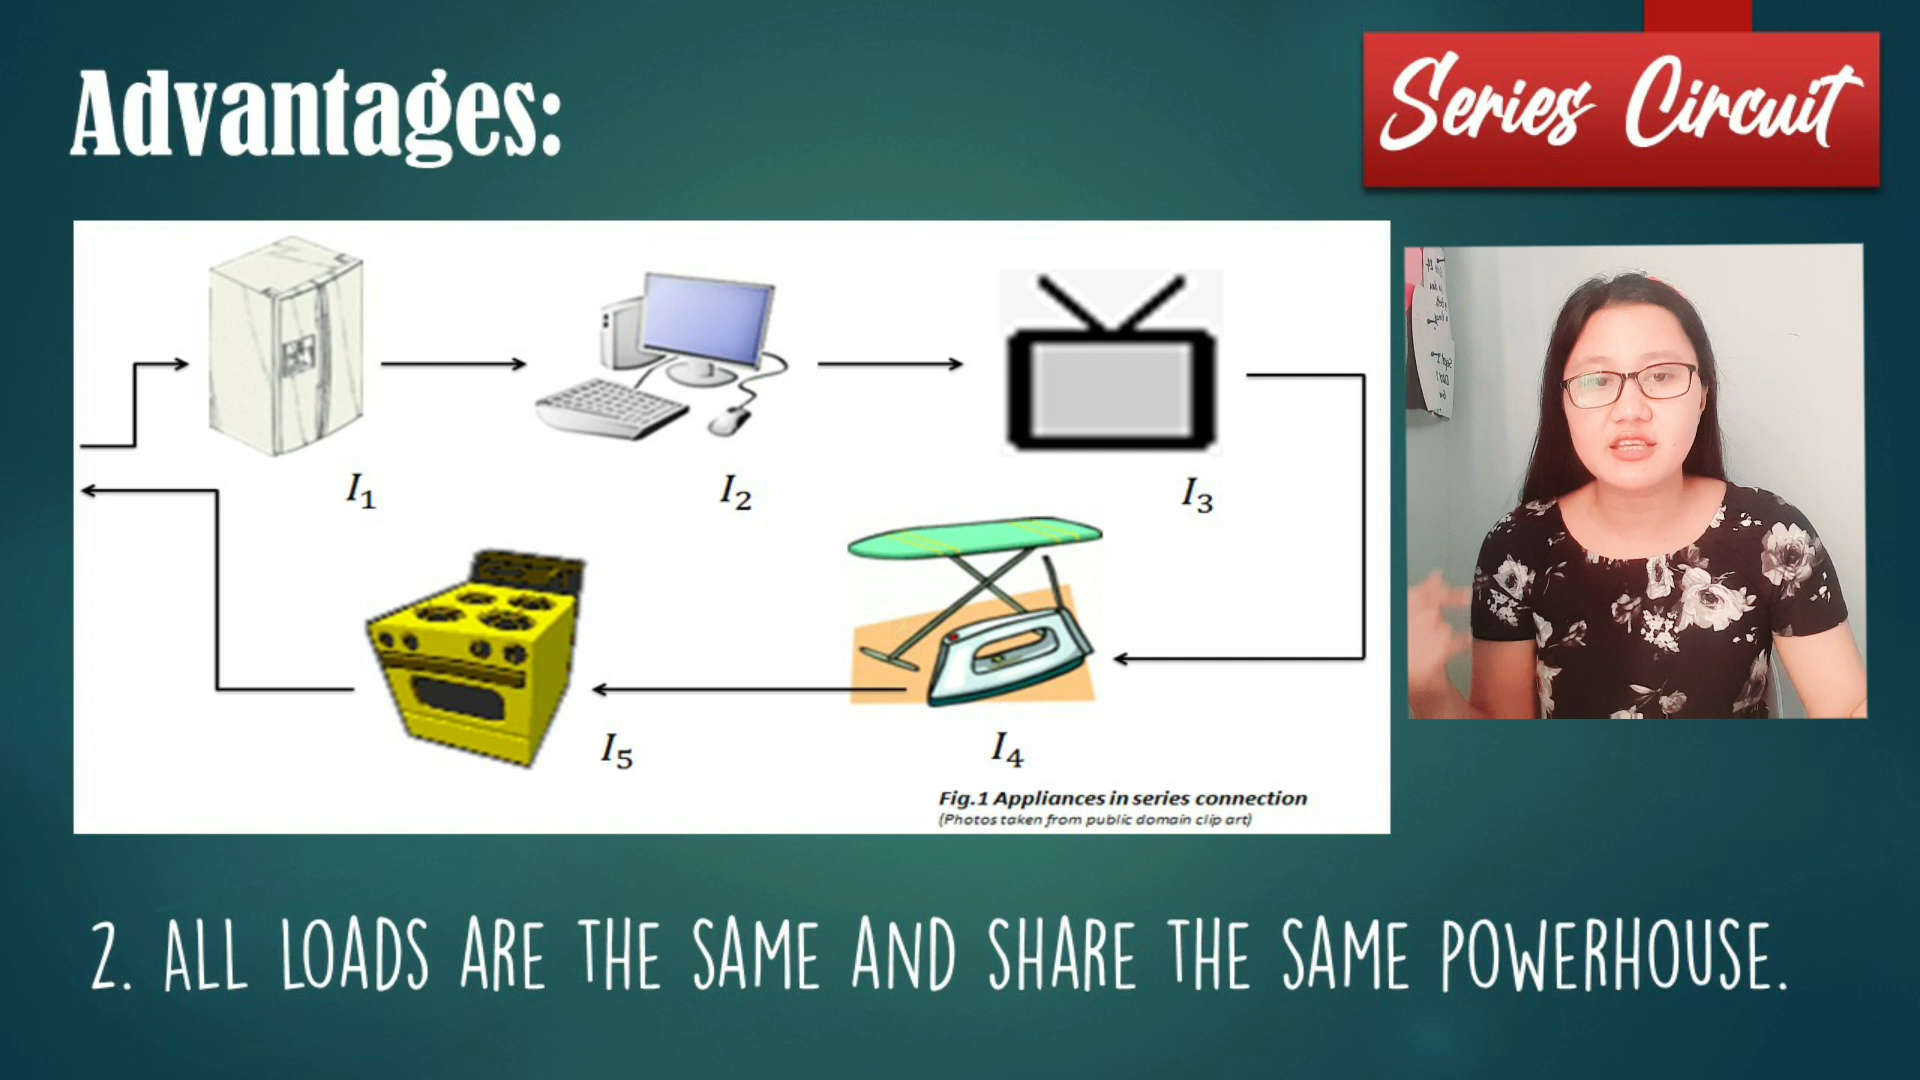 Advantages:
Series Circuit
I1
I2
I3
I5
I4
Fig.1 Appliances in series connection
(Photos taken from public domain clip art)
2. ALL LOADS ARE THE SAME AND SHARE THE SAME POWERHOUSE.